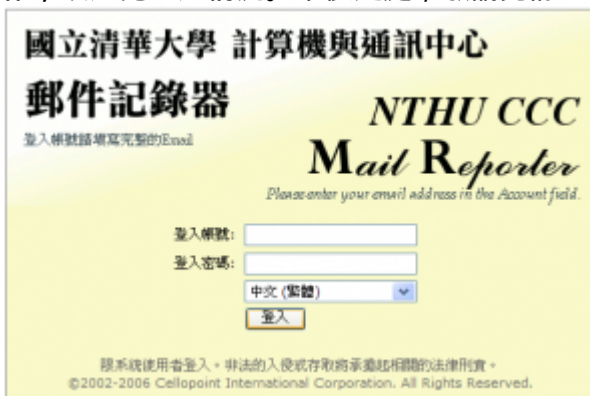 國立清華大學 計算機與通訊中心
郵件記錄器
登入帳號請填寫完整的Email
NTHU CCC
Mail Reporter
Please enter your email address in the Account field.
登入帳號:
登入密碼:
中文 (繁體)
登入
限系統使用者登入。非法的入侵或存取將承擔起相關的法律刑責。
©2002-2006 Cellopoint International Corporation. All Rights Reserved.